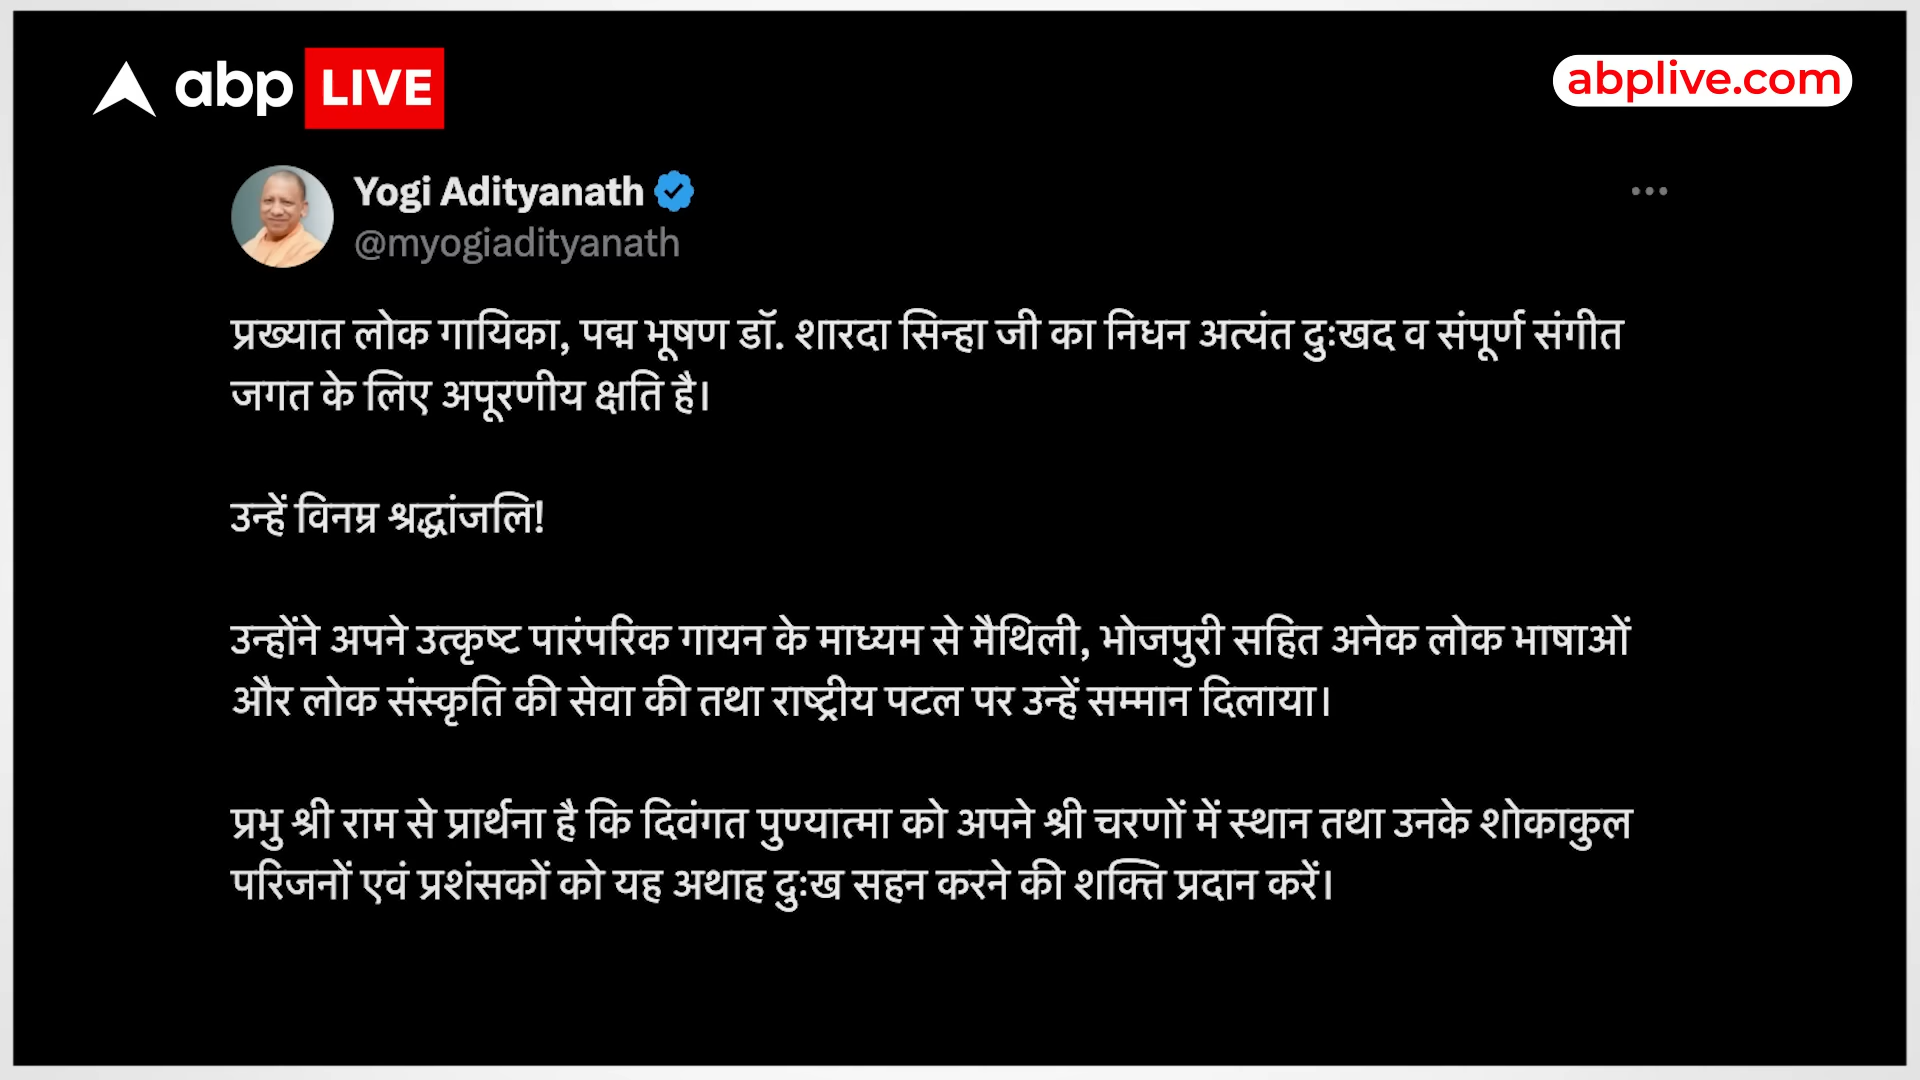 abp LIVE
abplive.com
Yogi Adityanath
@myogiadityanath
प्रख्यात लोक गायिका, पद्म भूषण डॉ. शारदा सिन्हा जी का निधन अत्यंत दुःखद व संपूर्ण संगीत
जगत के लिए अपूरणीय क्षति है।
उन्हें विनम्र श्रद्धांजलि!
उन्होंने अपने उत्कृष्ट पारंपरिक गायन के माध्यम से मैथिली, भोजपुरी सहित अनेक लोक भाषाओं
और लोक संस्कृति की सेवा की तथा राष्ट्रीय पटल पर उन्हें सम्मान दिलाया।
प्रभु श्री राम से प्रार्थना है कि दिवंगत पुण्यात्मा को अपने श्री चरणों में स्थान तथा उनके शोकाकुल
परिजनों एवं प्रशंसकों को यह अथाह दुःख सहन करने की शक्ति प्रदान करें।